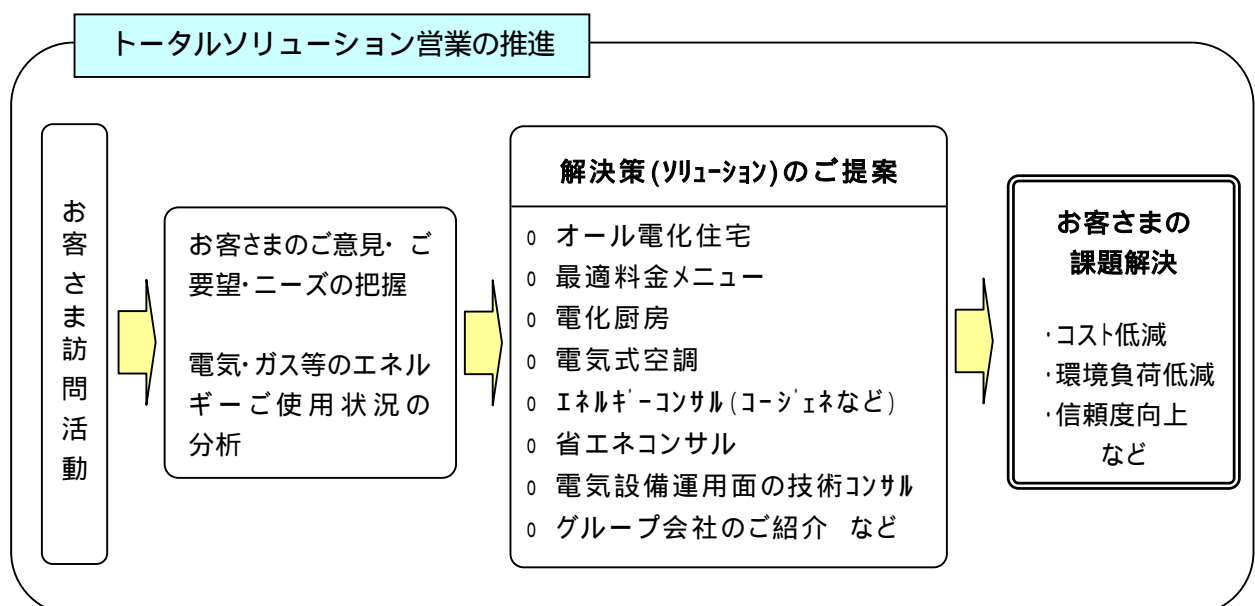 トータルソリューション営業の推進
お客さま訪問活動
お客さまのご意見・ご
要望・ニーズの把握
電気・ガス等のエネル
ギーご使用状況の
分析
解決策(ｿﾘｭｰｼｮﾝ)のご提案
o オール電化住宅
o 最適料金メニュー
o 電化厨房
o 電気式空調
o ｴﾈﾙｷﾞｰｺﾝｻﾙ(ｺｰｼﾞｪﾈなど)
o 省エネコンサル
o 電気設備運用面の技術ｺﾝｻﾙ
o グループ会社のご紹介 など
お客さまの
課題解決
・コスト低減
・環境負荷低減
・信頼度向上
など